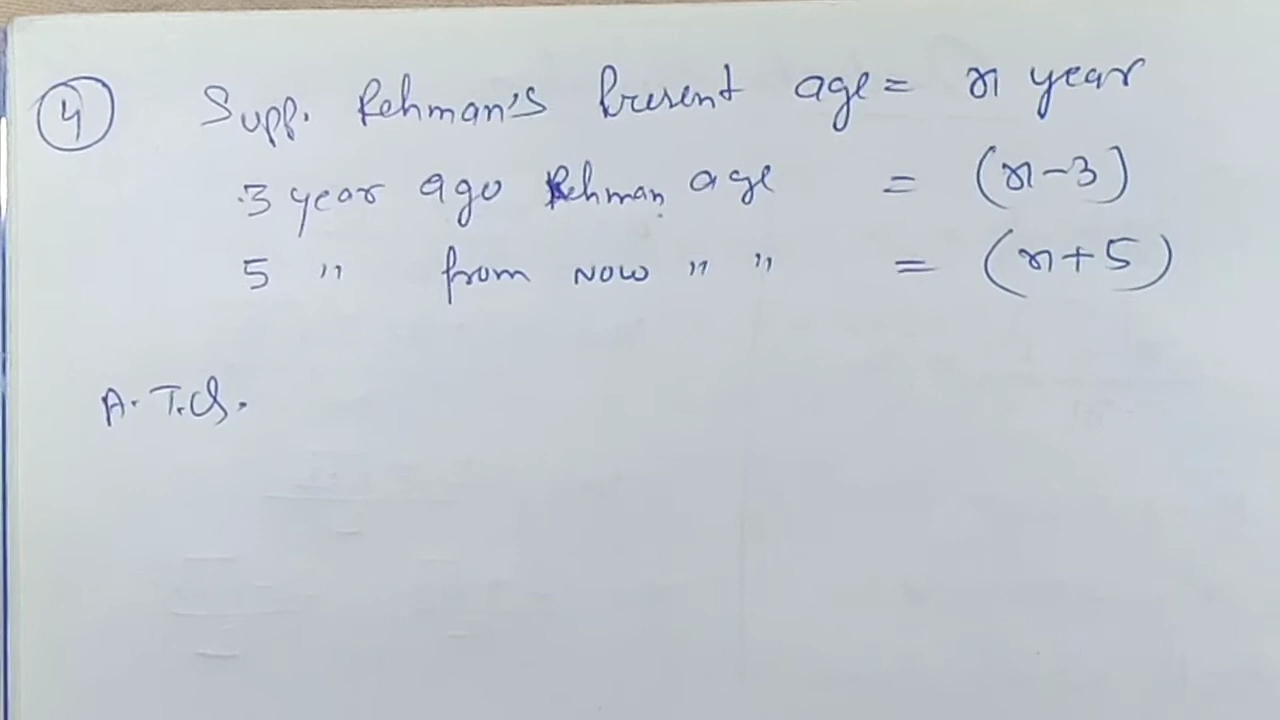 4 Supp. Rehman's Present age = x year
3 year ago Rehman age = (x-3)
5 " from now " " = (x+5)
A.T.Q.